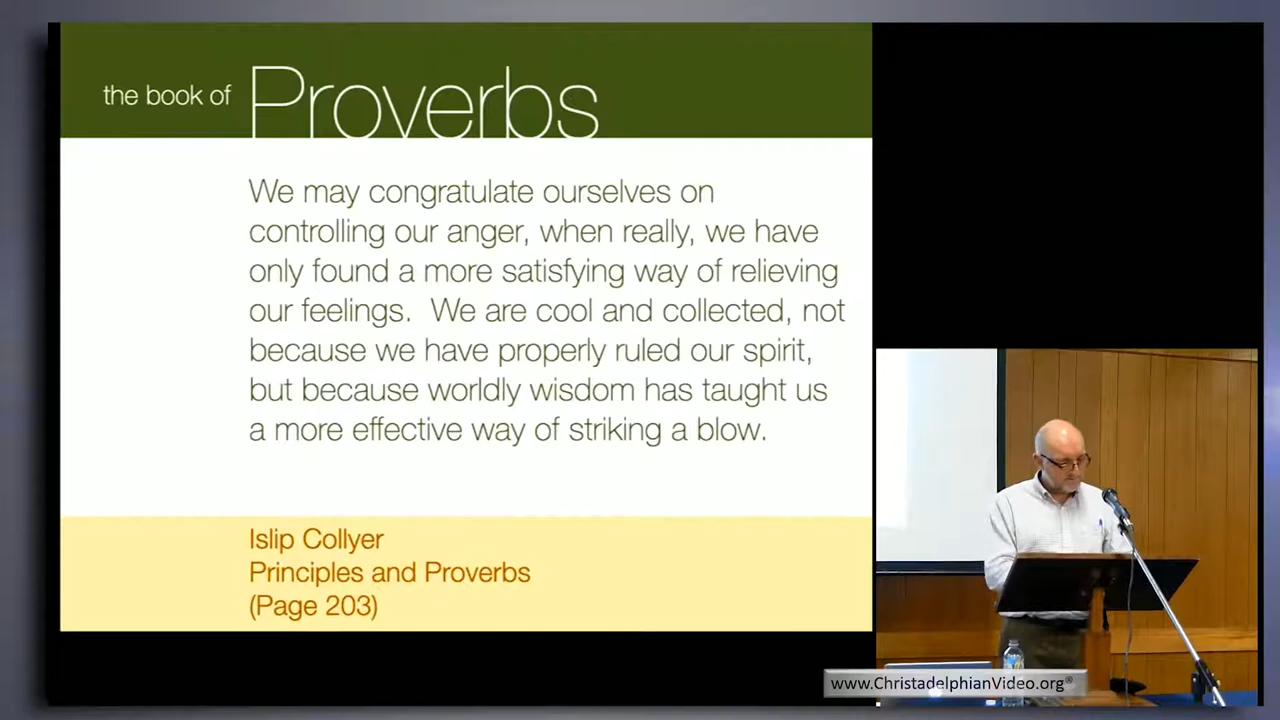 the book of Proverbs
We may congratulate ourselves on
controlling our anger, when really, we have
only found a more satisfying way of relieving
our feelings.  We are cool and collected, not
because we have properly ruled our spirit,
but because worldly wisdom has taught us
a more effective way of striking a blow.
Islip Collyer
Principles and Proverbs
(Page 203)
www.ChristadelphianVideo.org®